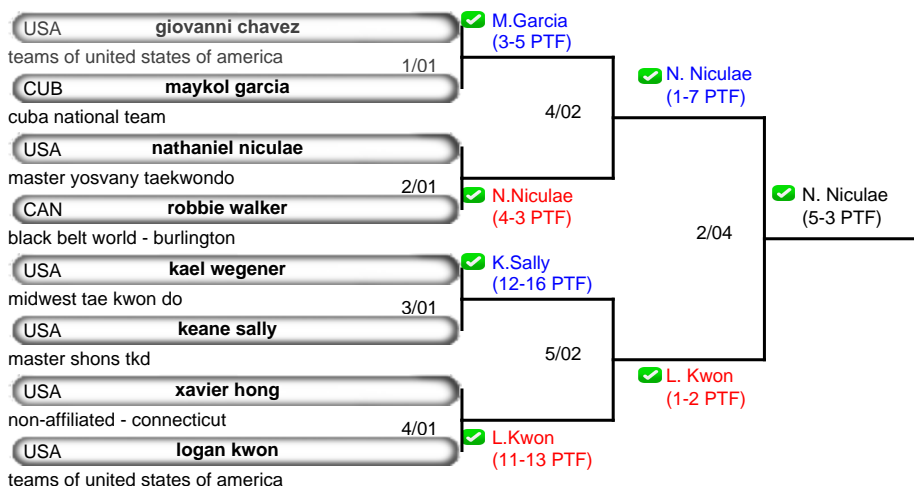 USA giovanni chavez
teams of united states of america
1/01
CUB maykol garcia
cuba national team
M.Garcia
(3-5 PTF)
USA nathaniel niculae
master yosvany taekwondo
2/01
CAN robbie walker
black belt world - burlington
N.Niculae
(4-3 PTF)
4/02
N. Niculae
(1-7 PTF)
USA kael wegener
midwest tae kwon do
3/01
USA keane sally
master shons tkd
K.Sally
(12-16 PTF)
USA xavier hong
non-affiliated - connecticut
4/01
USA logan kwon
teams of united states of america
L.Kwon
(11-13 PTF)
5/02
L. Kwon
(1-2 PTF)
2/04
N. Niculae
(5-3 PTF)